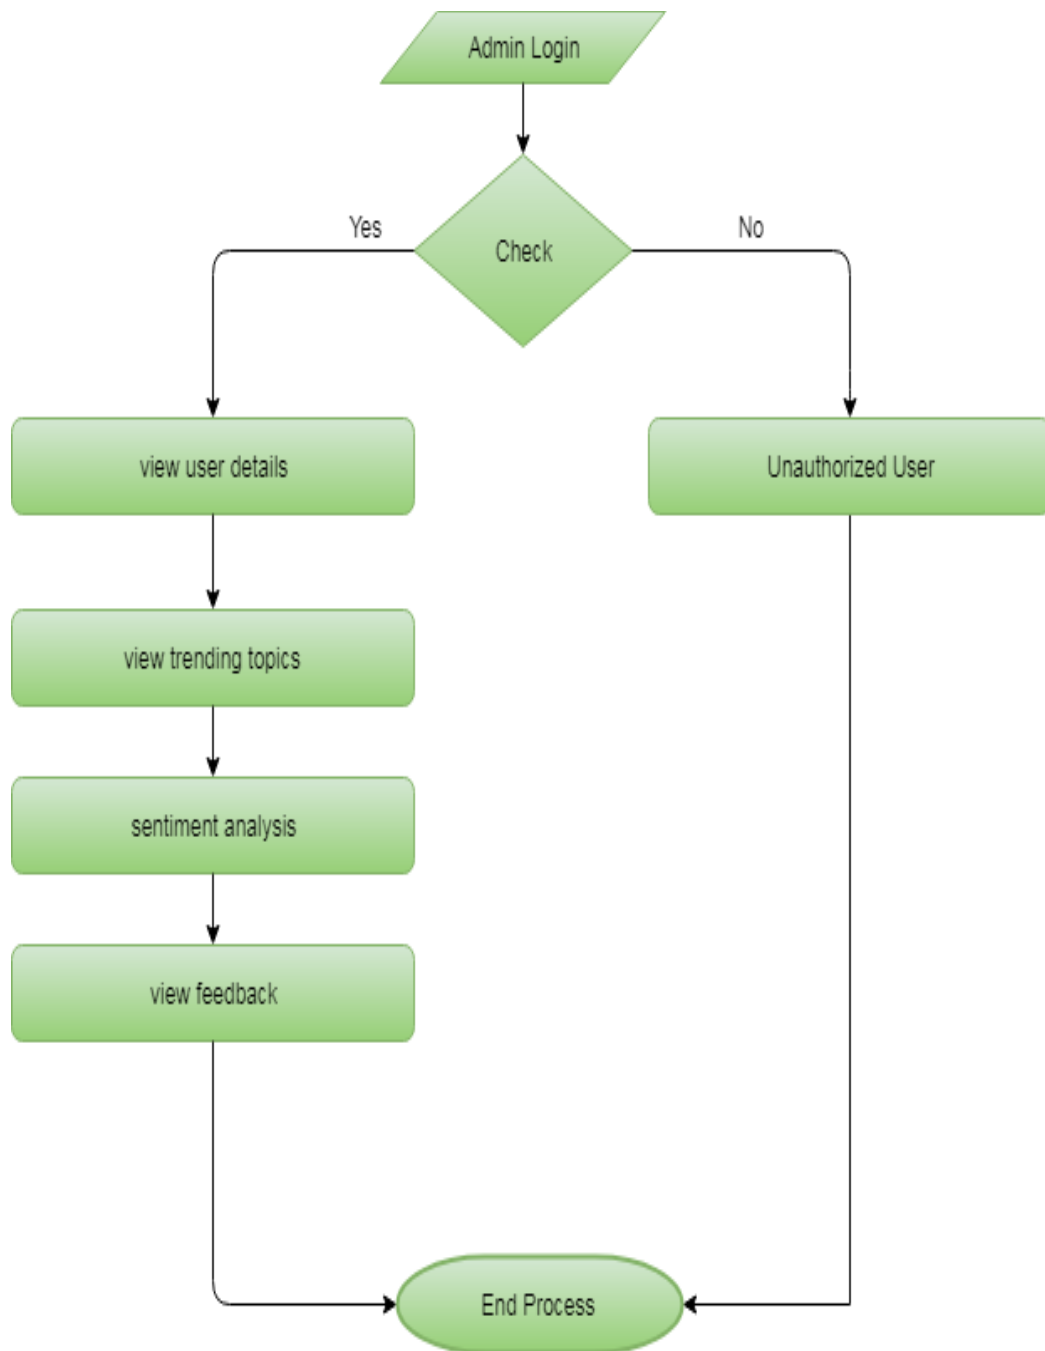 Admin Login
Yes
No
Check
view user details
Unauthorized User
view trending topics
sentiment analysis
view feedback
End Process